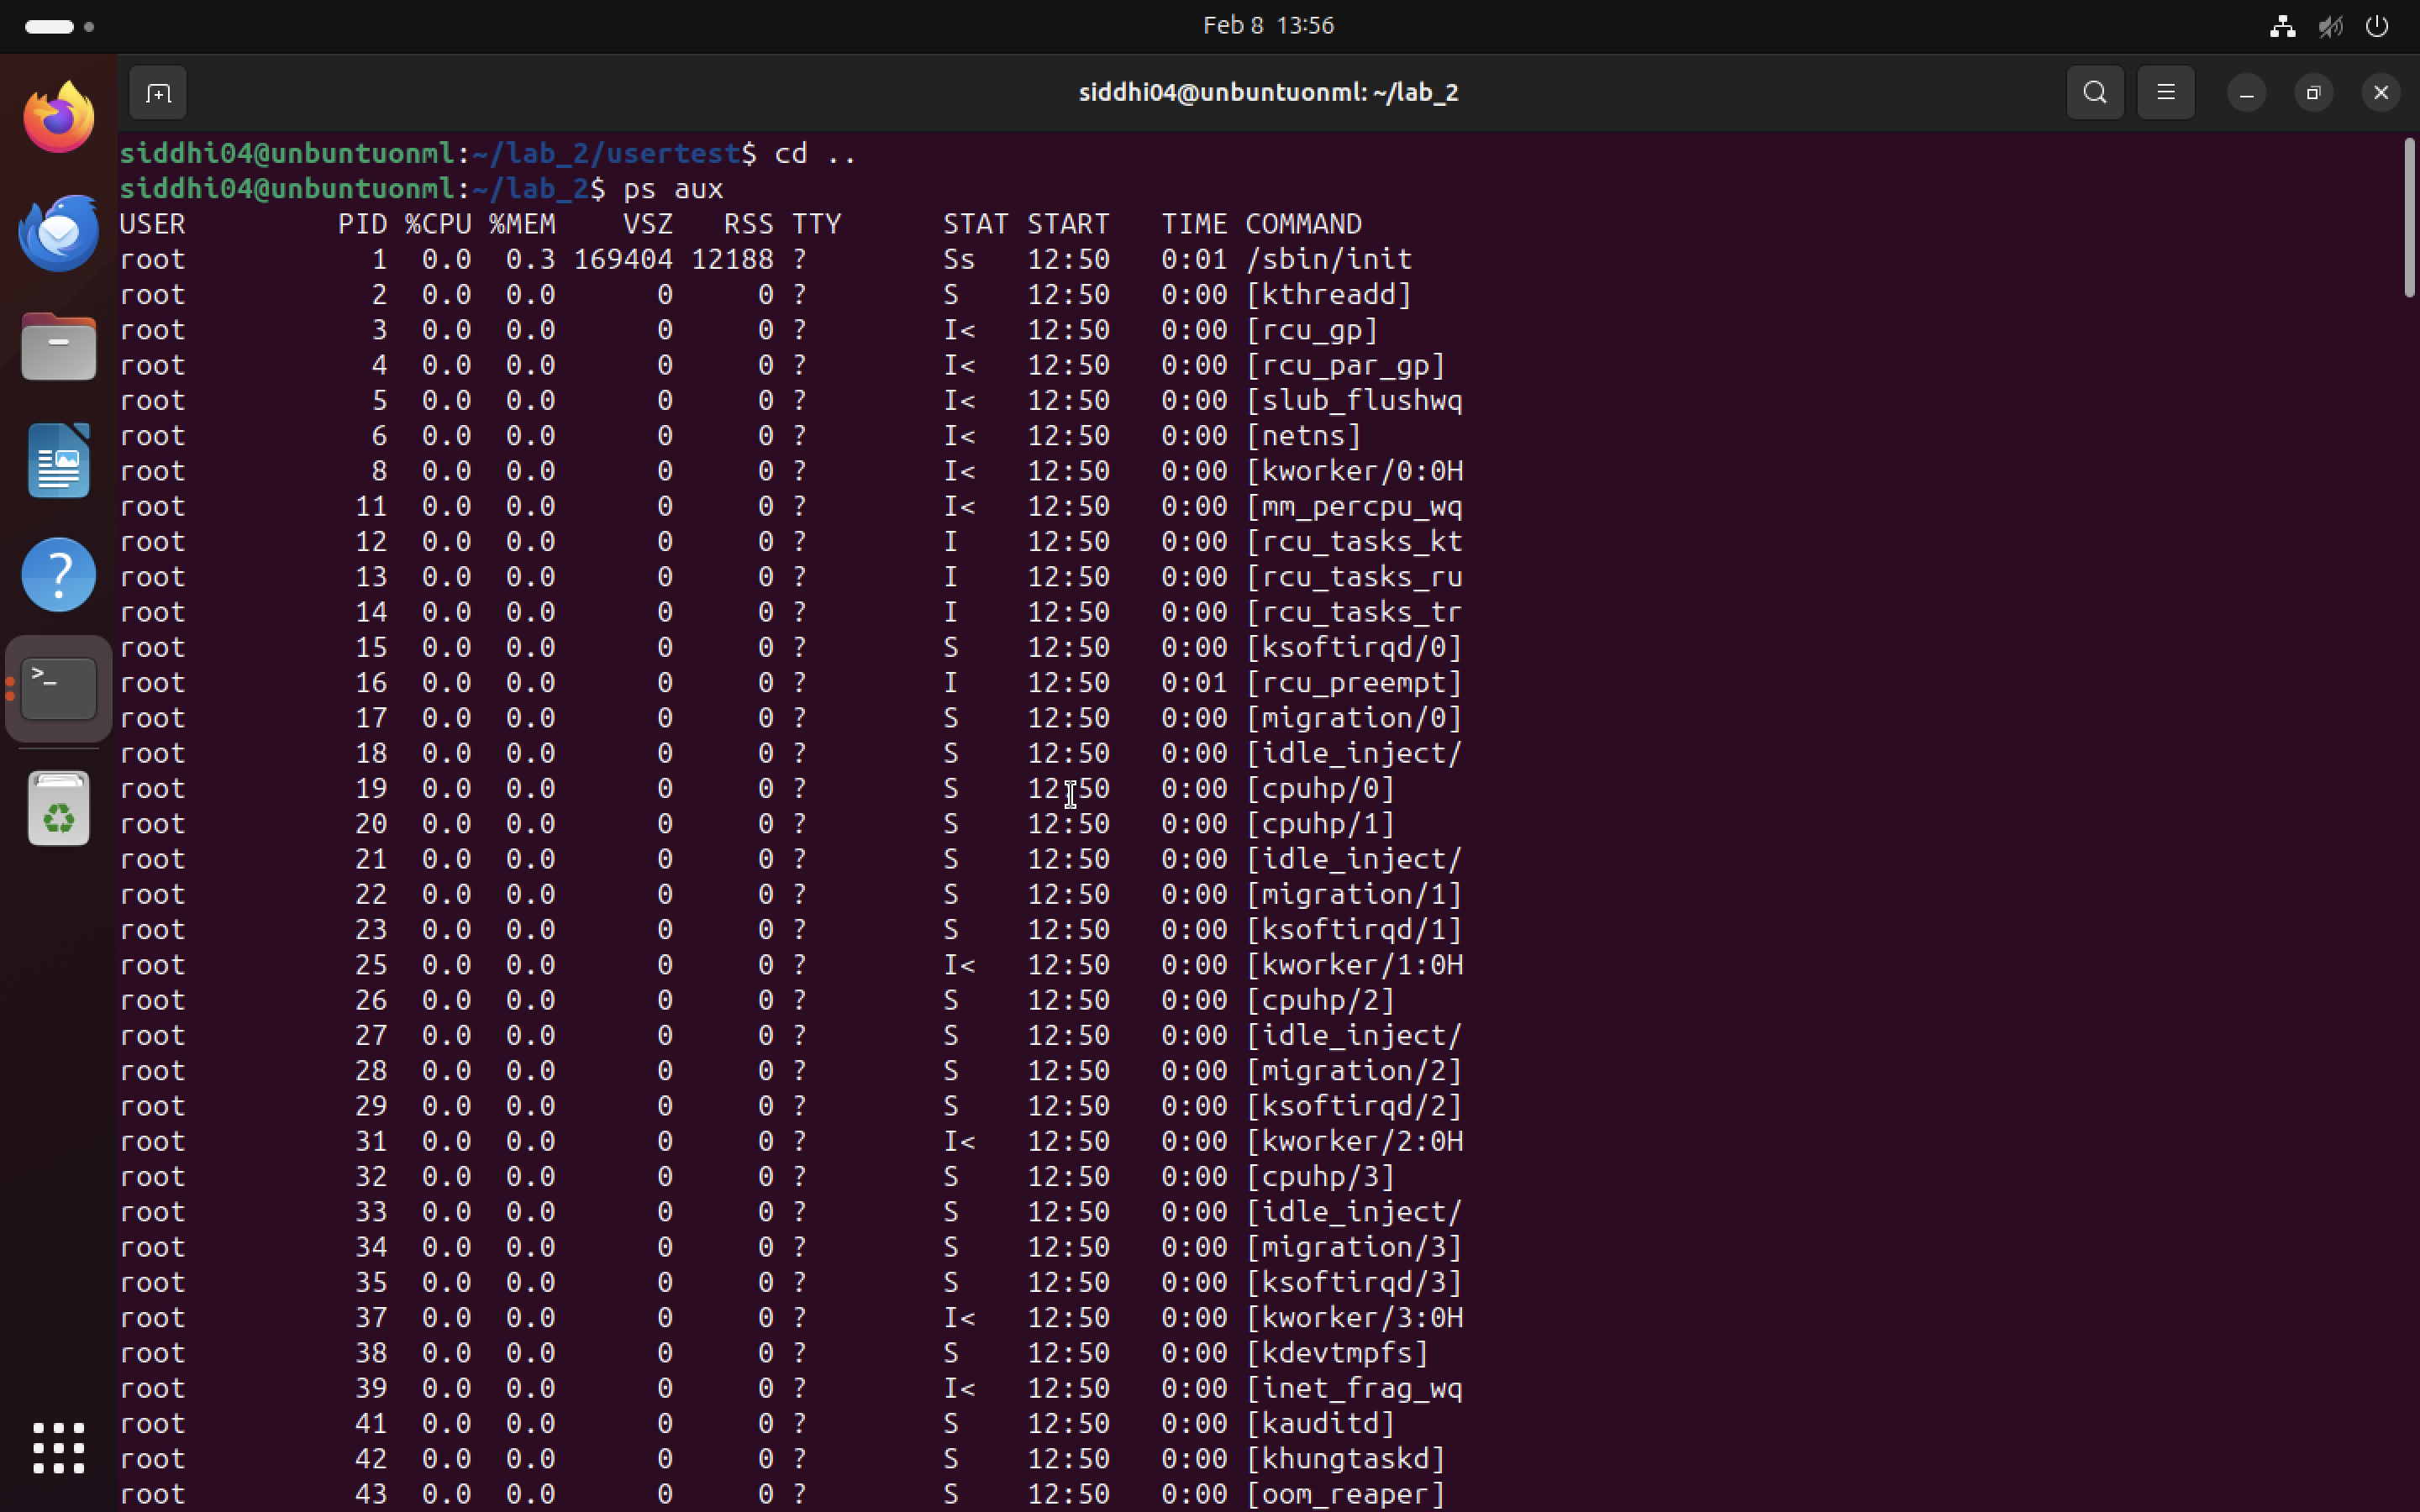 Feb 8 13:56
siddhi04@unbuntuonml: ~/lab_2
siddhi04@unbuntuonml:~/lab_2/usertest$ cd ..
siddhi04@unbuntuonml:~/lab_2$ ps aux
USER         PID %CPU %MEM    VSZ   RSS TTY      STAT START   TIME COMMAND
root           1  0.0  0.3 169404 12188 ?        Ss   12:50   0:01 /sbin/init
root           2  0.0  0.0      0     0 ?        S    12:50   0:00 [kthreadd]
root           3  0.0  0.0      0     0 ?        I<   12:50   0:00 [rcu_gp]
root           4  0.0  0.0      0     0 ?        I<   12:50   0:00 [rcu_par_gp]
root           5  0.0  0.0      0     0 ?        I<   12:50   0:00 [slub_flushwq
root           6  0.0  0.0      0     0 ?        I<   12:50   0:00 [netns]
root           8  0.0  0.0      0     0 ?        I<   12:50   0:00 [kworker/0:0H
root          11  0.0  0.0      0     0 ?        I<   12:50   0:00 [mm_percpu_wq
root          12  0.0  0.0      0     0 ?        I    12:50   0:00 [rcu_tasks_kt
root          13  0.0  0.0      0     0 ?        I    12:50   0:00 [rcu_tasks_ru
root          14  0.0  0.0      0     0 ?        I    12:50   0:00 [rcu_tasks_tr
root          15  0.0  0.0      0     0 ?        S    12:50   0:00 [ksoftirqd/0]
root          16  0.0  0.0      0     0 ?        I    12:50   0:01 [rcu_preempt]
root          17  0.0  0.0      0     0 ?        S    12:50   0:00 [migration/0]
root          18  0.0  0.0      0     0 ?        S    12:50   0:00 [idle_inject/
root          19  0.0  0.0      0     0 ?        S    12:50   0:00 [cpuhp/0]
root          20  0.0  0.0      0     0 ?        S    12:50   0:00 [cpuhp/1]
root          21  0.0  0.0      0     0 ?        S    12:50   0:00 [idle_inject/
root          22  0.0  0.0      0     0 ?        S    12:50   0:00 [migration/1]
root          23  0.0  0.0      0     0 ?        S    12:50   0:00 [ksoftirqd/1]
root          25  0.0  0.0      0     0 ?        I<   12:50   0:00 [kworker/1:0H
root          26  0.0  0.0      0     0 ?        S    12:50   0:00 [cpuhp/2]
root          27  0.0  0.0      0     0 ?        S    12:50   0:00 [idle_inject/
root          28  0.0  0.0      0     0 ?        S    12:50   0:00 [migration/2]
root          29  0.0  0.0      0     0 ?        S    12:50   0:00 [ksoftirqd/2]
root          31  0.0  0.0      0     0 ?        I<   12:50   0:00 [kworker/2:0H
root          32  0.0  0.0      0     0 ?        S    12:50   0:00 [cpuhp/3]
root          33  0.0  0.0      0     0 ?        S    12:50   0:00 [idle_inject/
root          34  0.0  0.0      0     0 ?        S    12:50   0:00 [migration/3]
root          35  0.0  0.0      0     0 ?        S    12:50   0:00 [ksoftirqd/3]
root          37  0.0  0.0      0     0 ?        I<   12:50   0:00 [kworker/3:0H
root          38  0.0  0.0      0     0 ?        S    12:50   0:00 [kdevtmpfs]
root          39  0.0  0.0      0     0 ?        I<   12:50   0:00 [inet_frag_wq
root          41  0.0  0.0      0     0 ?        S    12:50   0:00 [kauditd]
root          42  0.0  0.0      0     0 ?        S    12:50   0:00 [khungtaskd]
root          43  0.0  0.0      0     0 ?        S    12:50   0:00 [oom_reaper]